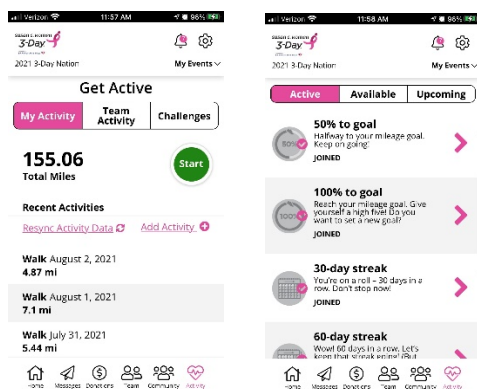 Verizon 11:57 AM 96%
SUSAN G. KOMEN
3-Day
2021 3-Day Nation My Events
Get Active
My Activity Team Activity Challenges
155.06
Total Miles
Start
Recent Activities
Resync Activity Data Add Activity
Walk August 2, 2021
4.87 mi
Walk August 1, 2021
7.1 mi
Walk July 31, 2021
5.44 mi
Home Messages Donations Team Community Activity
Verizon 11:58 AM 96%
SUSAN G. KOMEN
3-Day
2021 3-Day Nation My Events
Active Available Upcoming
50% to goal
50%
Halfway to your mileage goal.
Keep on going!
JOINED
100% to goal
100%
Reach your mileage goal. Give
yourself a high five! Do you
want to set a new goal?
JOINED
30-day streak
You're on a roll – 30 days in a
row. Don't stop now!
JOINED
60-day streak
Wow! 60 days in a row. Let's
keep that streak going! (But
Home Messages Donations Team Community Activity